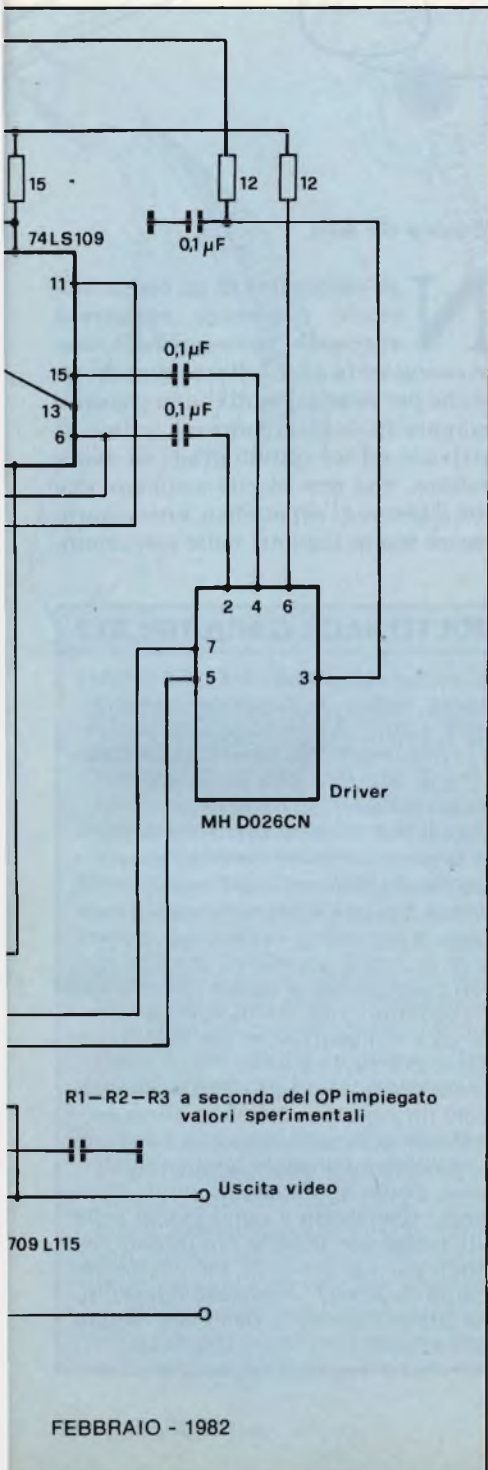 15
12
12
0,1 µF
74LS109
11
0,1 µF
15
0,1 µF
13
6
2 4 6
7
5
3
Driver
MH D026CN
R1-R2-R3 a seconda del OP impiegato
valori sperimentali
Uscita video
709 L115
FEBBRAIO - 1982